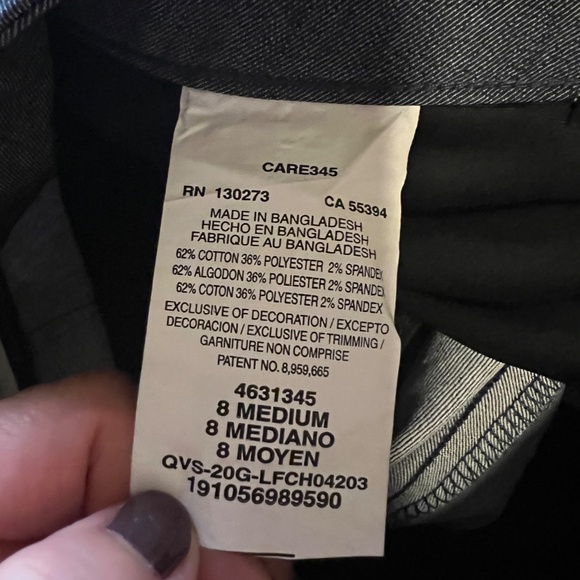 CARE345
RN 130273 CA 55394
MADE IN BANGLADESH
HECHO EN BANGLADESH
FABRIQUE AU BANGLADESH
62% COTTON 36% POLYESTER 2% SPANDEX
62% ALGODON 36% POLIESTER 2% SPANDEX
62% COTON 36% POLYESTER 2% SPANDEX
EXCLUSIVE OF DECORATION / EXCEPTO
DECORACION / EXCLUSIVE OF TRIMMING /
GARNITURE NON COMPRISE
PATENT NO. 8,959,665
4631345
8 MEDIUM
8 MEDIANO
8 MOYEN
QVS-20G-LFCH04203
191056989590